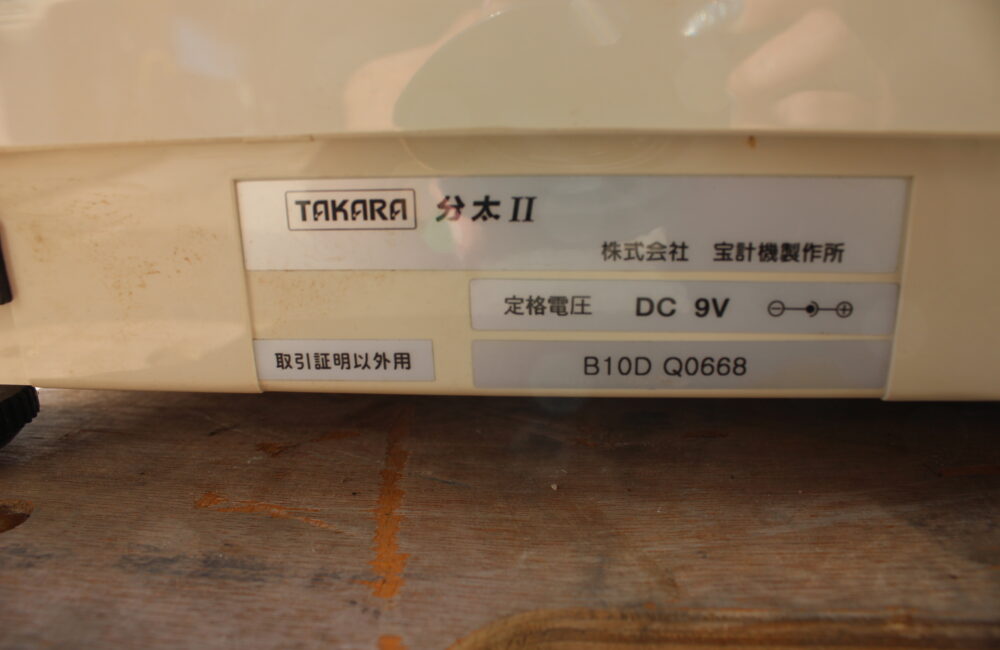 TAKARA 分太II
株式会社 宝計機製作所
定格電圧 DC 9V
取引証明以外用
B10D Q0668